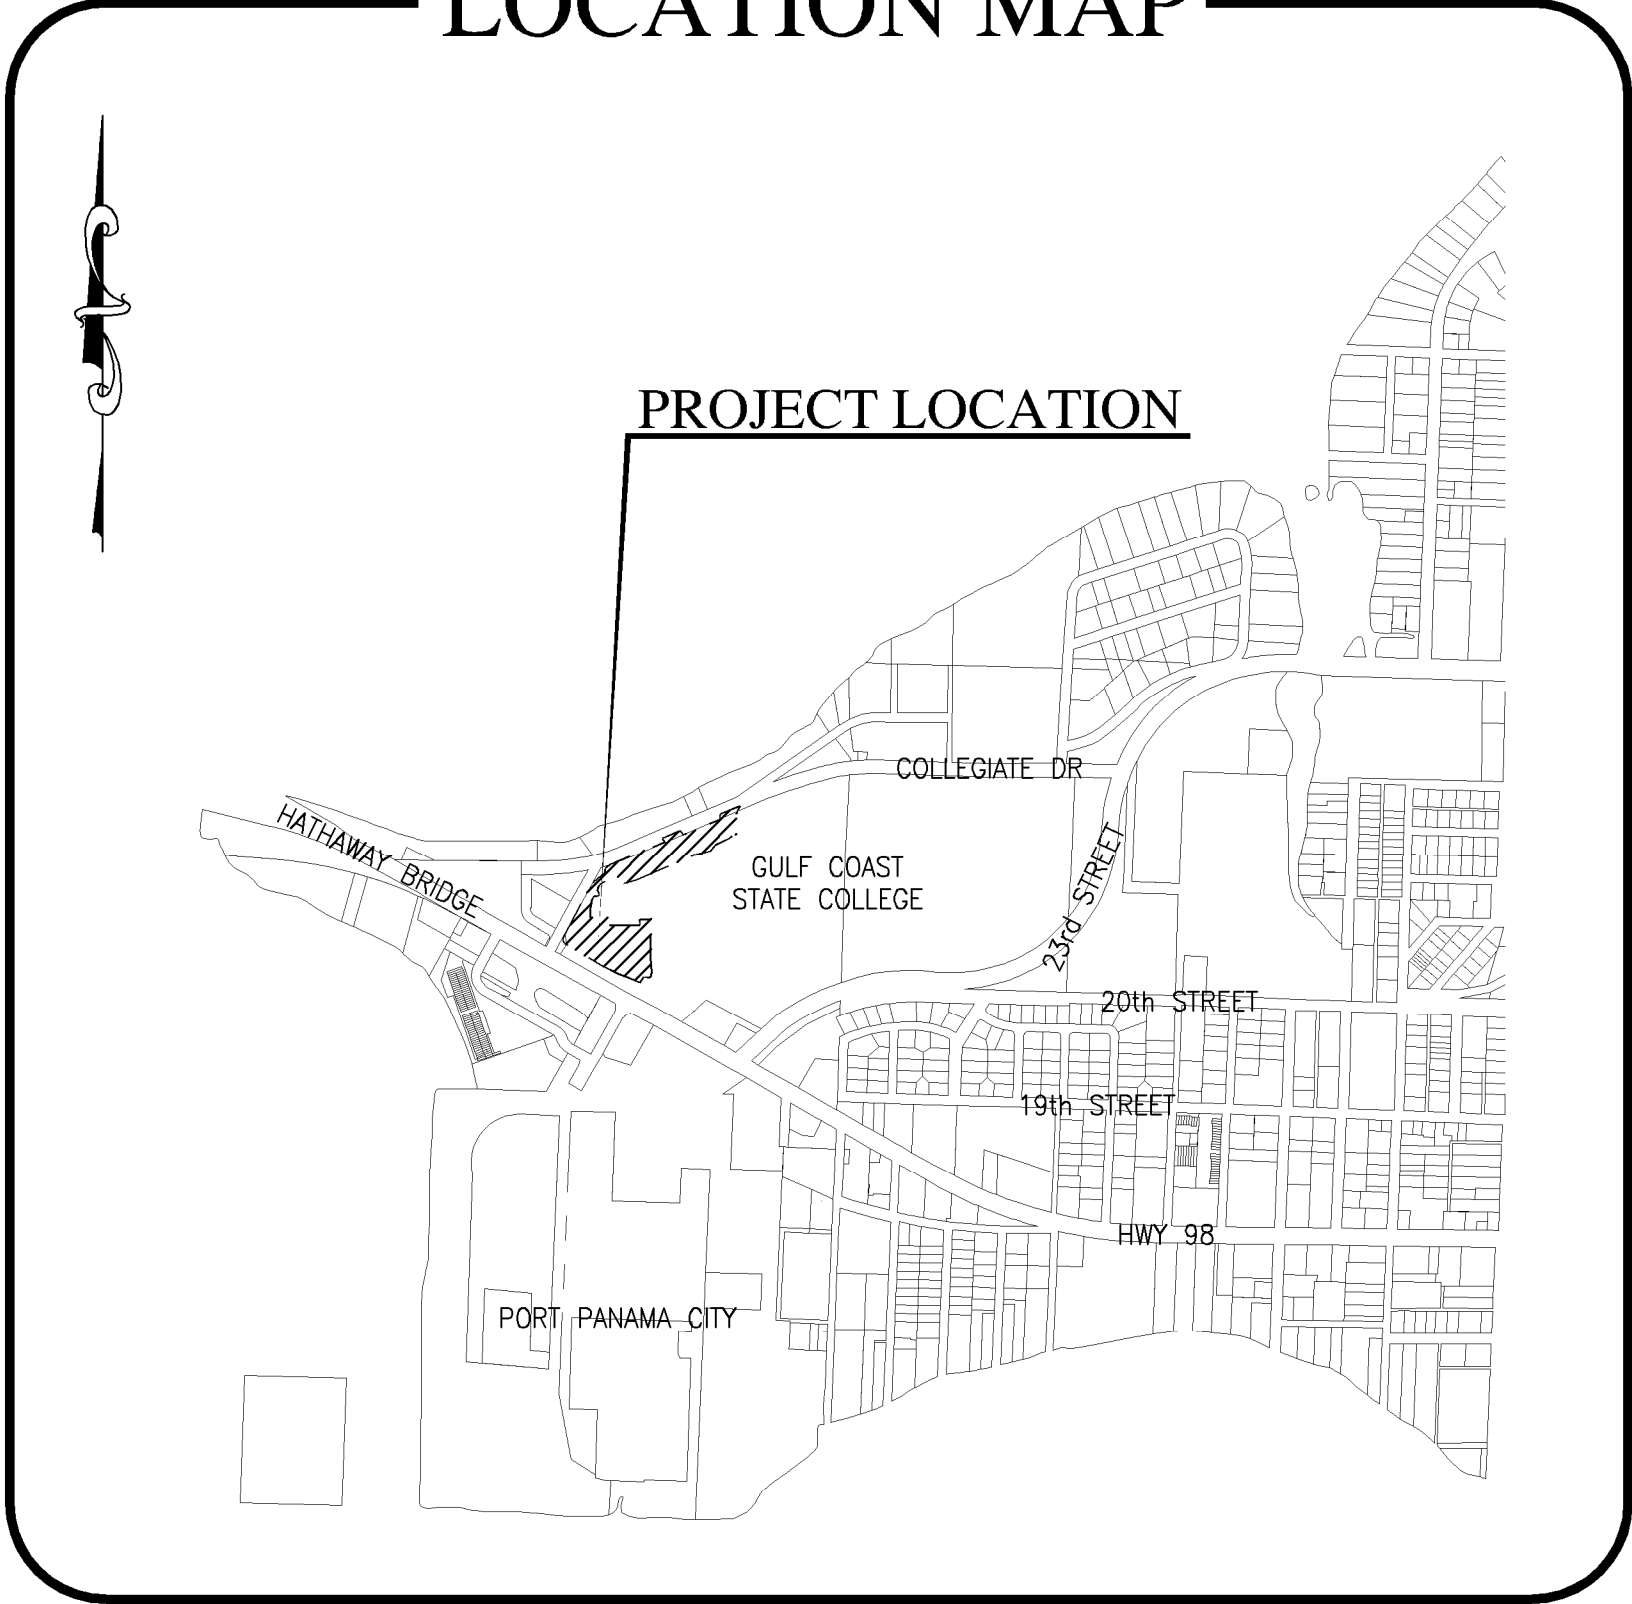 LOCATION MAP
PROJECT LOCATION
COLLEGIATE DR
HATHAWAY BRIDGE
23rd STREET
GULF COAST
STATE COLLEGE
20th STREET
19th STREET
HWY 98
PORT PANAMA CITY